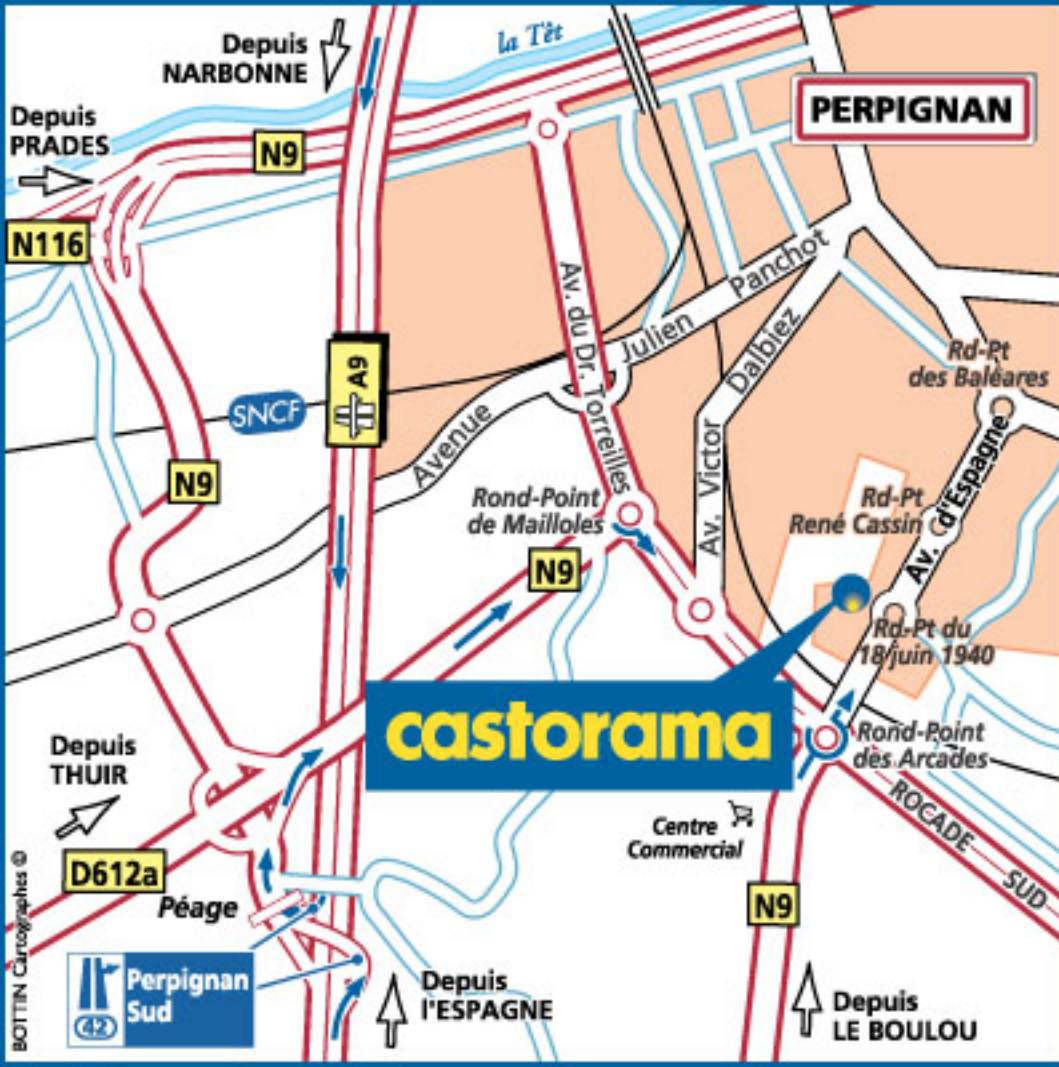 Depuis
NARBONNE
la Têt
Depuis
PRADES
N9
PERPIGNAN
N116
Av. du Dr. Torreilles
Julien
Panchot
A9
Dalbiez
Rd-Pt
des Baléares
SNCF
Avenue
N9
Rond-Point
de Mailloles
Av. Victor
Rd-Pt
René Cassin
Av. d'Espagne
N9
Rd-Pt du
18 juin 1940
castorama
Depuis
THUIR
Rond-Point
des Arcades
ROCADE SUD
Centre
Commercial
D612a
Péage
N9
Perpignan
Sud
42
Depuis
l'ESPAGNE
Depuis
LE BOULOU
BOTTIN Cartographes ©